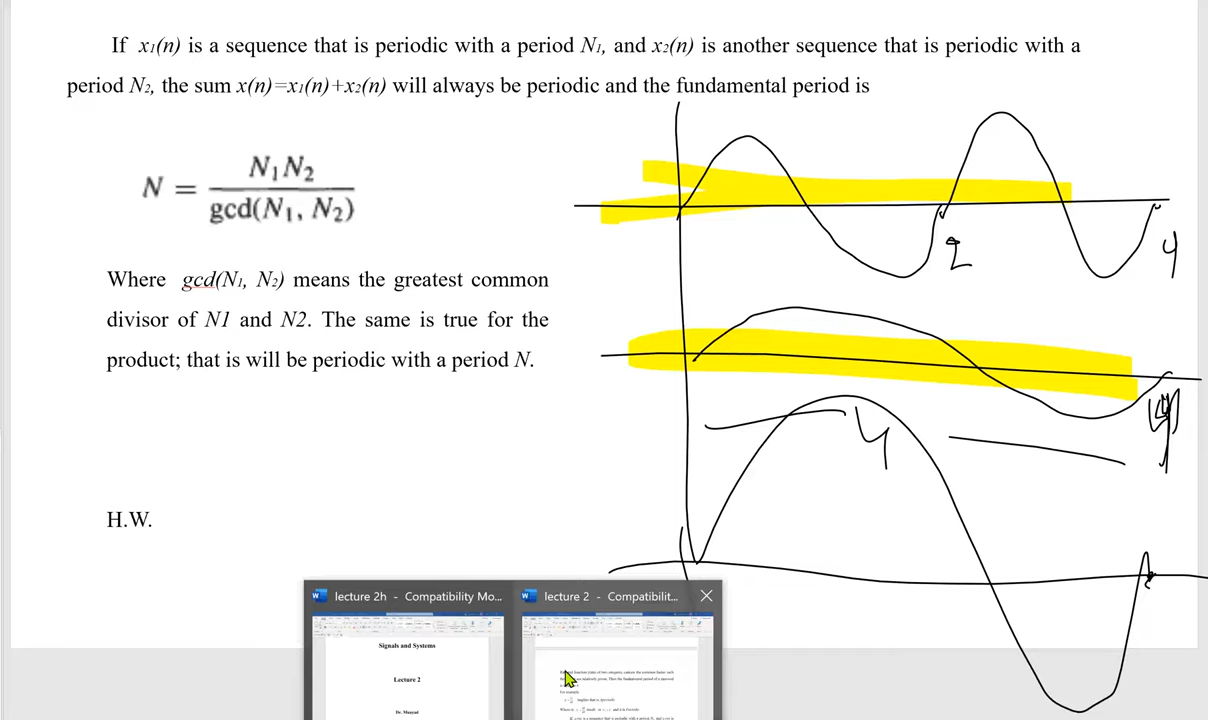 If x1(n) is a sequence that is periodic with a period N1, and x2(n) is another sequence that is periodic with a
period N2, the sum x(n)=x1(n)+x2(n) will always be periodic and the fundamental period is
N = N1N2 / gcd(N1, N2)
Where gcd(N1, N2) means the greatest common
divisor of N1 and N2. The same is true for the
product; that is will be periodic with a period N.
H.W.
2
4
4
lecture 2h - Compatibility Mo...
lecture 2 - Compatibilit...
Signals and Systems
Lecture 2
For example